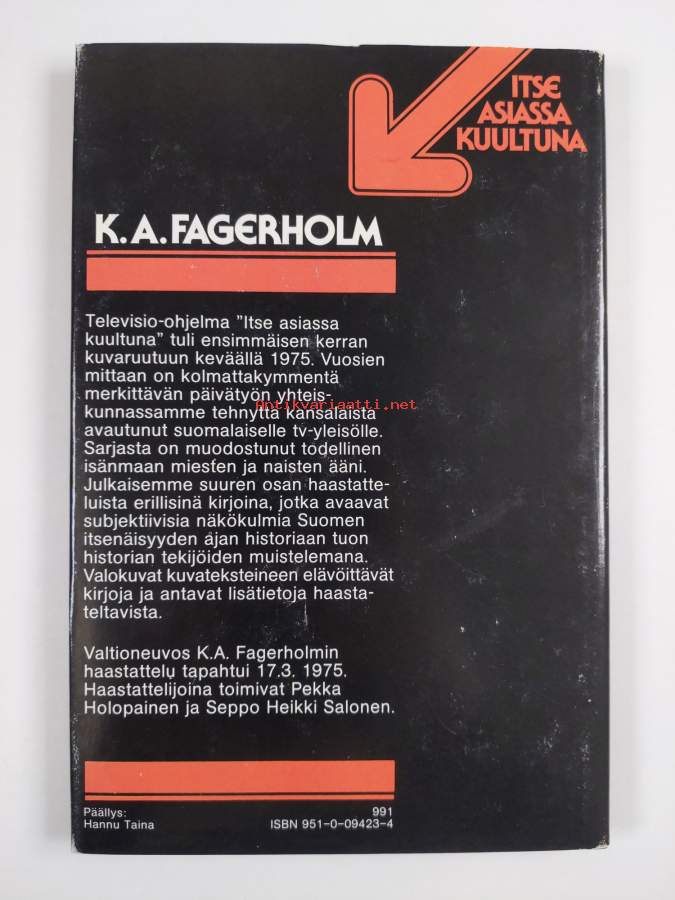 ITSE
ASIASSA
KUULTUNA
K.A. FAGERHOLM
Televisio-ohjelma ”Itse asiassa
kuultuna” tuli ensimmäisen kerran
kuvaruutuun keväällä 1975. Vuosien
mittaan on kolmattakymmentä
merkittävän päivätyön yhteis-
kunnassamme tehnyttä kansalaista
Antikvariaatti.net
avautunut suomalaiselle tv-yleisölle.
Sarjasta on muodostunut todellinen
isänmaan miesten ja naisten ääni.
Julkaisemme suuren osan haastatte-
luista erillisinä kirjoina, jotka avaavat
subjektiivisia näkökulmia Suomen
itsenäisyyden ajan historiaan tuon
historian tekijöiden muistelemana.
Valokuvat kuvateksteineen elävöittävät
kirjoja ja antavat lisätietoja haasta-
teltavista.
Valtioneuvos K.A. Fagerholmin
haastattelu tapahtui 17.3. 1975.
Haastattelijoina toimivat Pekka
Holopainen ja Seppo Heikki Salonen.
Päällys:
Hannu Taina
991
ISBN 951-0-09423-4